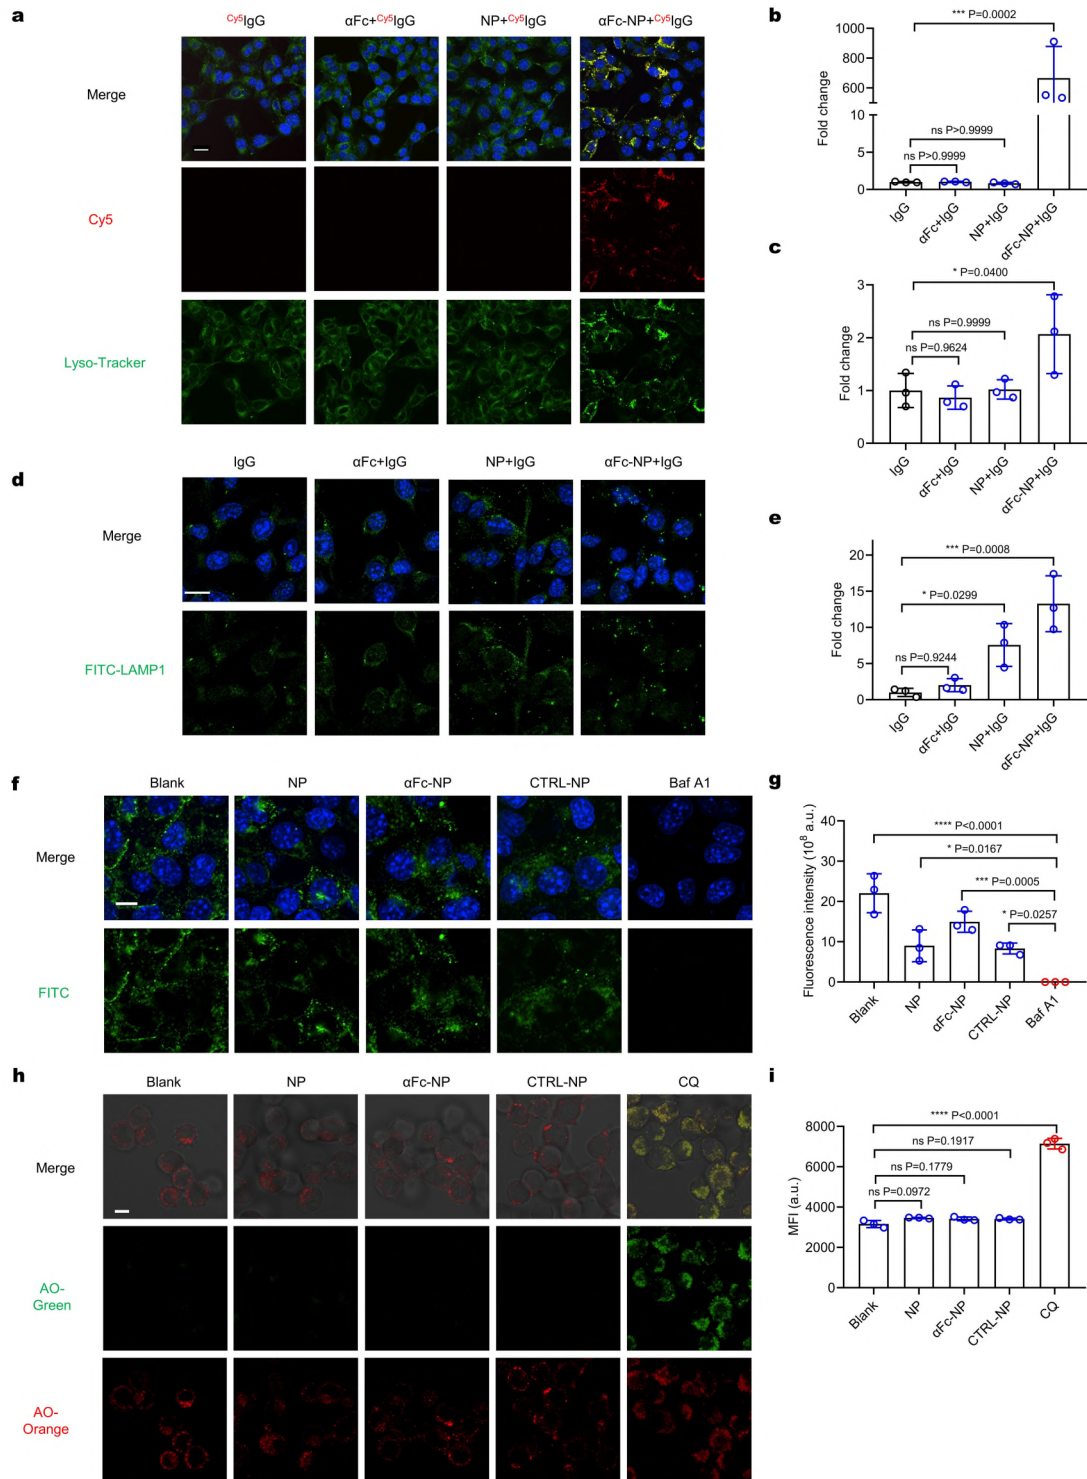 a
Cy5IgG
αFc+Cy5IgG
NP+Cy5IgG
αFc-NP+Cy5IgG
Merge
Cy5
Lyso-Tracker
b
*** P=0.0002
ns P>0.9999
ns P>0.9999
Fold change
1000
800
600
10
5
0
IgG
αFc+IgG
NP+IgG
αFc-NP+IgG
c
* P=0.0400
ns P=0.9999
ns P=0.9624
Fold change
3
2
1
0
IgG
αFc+IgG
NP+IgG
αFc-NP+IgG
d
IgG
αFc+IgG
NP+IgG
αFc-NP+IgG
Merge
FITC-LAMP1
e
*** P=0.0008
* P=0.0299
ns P=0.9244
Fold change
20
15
10
5
0
IgG
αFc+IgG
NP+IgG
αFc-NP+IgG
f
Blank
NP
αFc-NP
CTRL-NP
Baf A1
Merge
FITC
g
**** P<0.0001
* P=0.0167
*** P=0.0005
* P=0.0257
Fluorescence intensity (10⁸ a.u.)
40
30
20
10
0
Blank
NP
αFc-NP
CTRL-NP
Baf A1
h
Blank
NP
αFc-NP
CTRL-NP
CQ
Merge
AO-
Green
AO-
Orange
i
**** P<0.0001
ns P=0.1917
ns P=0.1779
ns P=0.0972
MFI (a.u.)
8000
6000
4000
2000
0
Blank
NP
αFc-NP
CTRL-NP
CQ